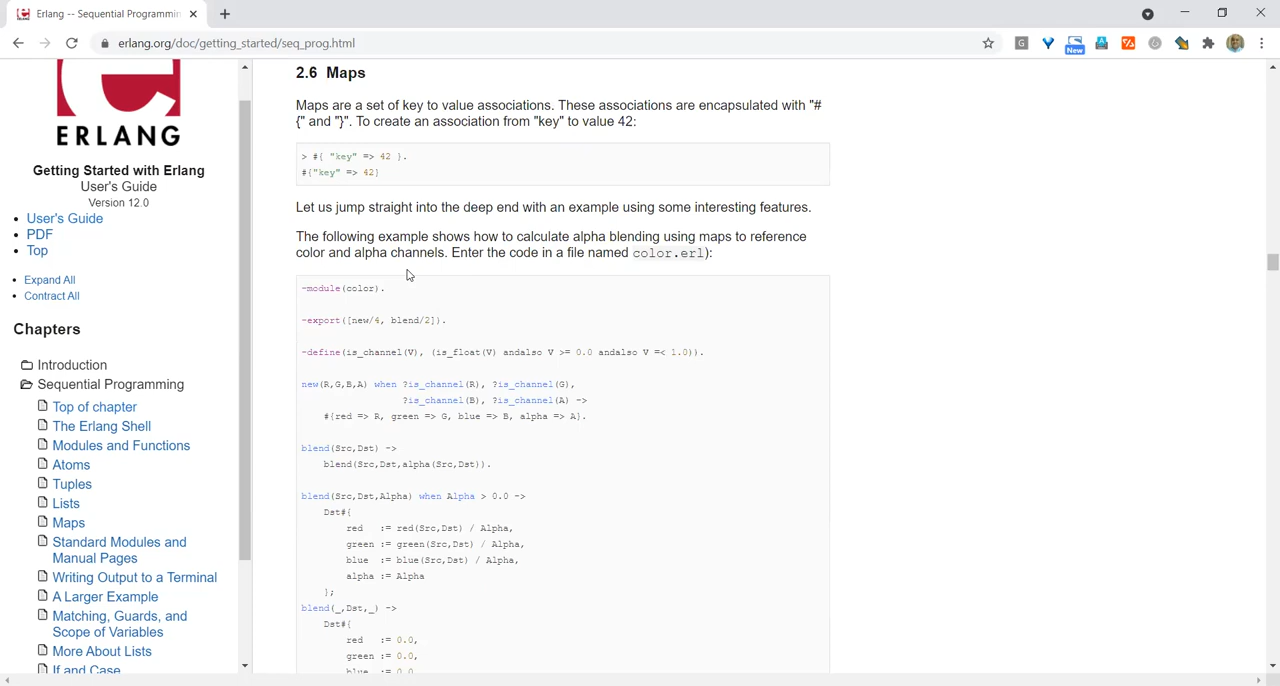 Erlang -- Sequential Programmin
erlang.org/doc/getting_started/seq_prog.html
New
ERLANG
Getting Started with Erlang
User's Guide
Version 12.0
User's Guide
PDF
Top
Expand All
Contract All
Chapters
Introduction
Sequential Programming
Top of chapter
The Erlang Shell
Modules and Functions
Atoms
Tuples
Lists
Maps
Standard Modules and
Manual Pages
Writing Output to a Terminal
A Larger Example
Matching, Guards, and
Scope of Variables
More About Lists
If and Case
2.6 Maps
Maps are a set of key to value associations. These associations are encapsulated with "#
{" and "}". To create an association from "key" to value 42:
> #{ "key" => 42 }.
#{"key" => 42}
Let us jump straight into the deep end with an example using some interesting features.
The following example shows how to calculate alpha blending using maps to reference
color and alpha channels. Enter the code in a file named color.erl):
-module(color).
-export([new/4, blend/2]).
-define(is_channel(V), (is_float(V) andalso V >= 0.0 andalso V =< 1.0)).
new(R,G,B,A) when ?is_channel(R), ?is_channel(G),
?is_channel(B), ?is_channel(A) ->
#{red => R, green => G, blue => B, alpha => A}.
blend(Src,Dst) ->
blend(Src,Dst,alpha(Src,Dst)).
blend(Src,Dst,Alpha) when Alpha > 0.0 ->
Dst#{
red := red(Src,Dst) / Alpha,
green := green(Src,Dst) / Alpha,
blue := blue(Src,Dst) / Alpha,
alpha := Alpha
};
blend(_,Dst,_) ->
Dst#{
red := 0.0,
green := 0.0,
blue := 0.0